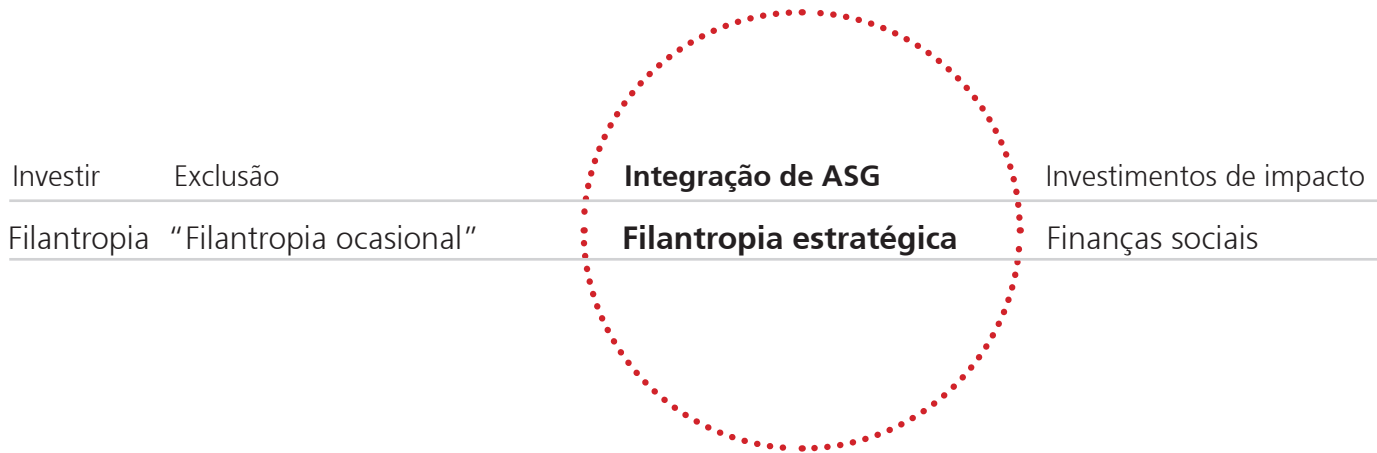 Investir Exclusão Integração de ASG Investimentos de impacto
Filantropia “Filantropia ocasional” Filantropia estratégica Finanças sociais